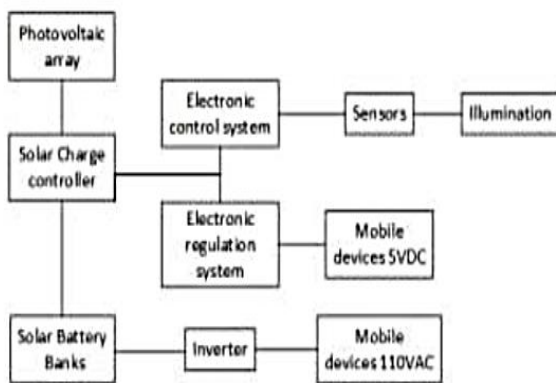 Photovoltaic
array
Electronic
control system
Sensors
Illumination
Solar Charge
controller
Electronic
regulation
system
Mobile
devices 5VDC
Solar Battery
Banks
Inverter
Mobile
devices 110VAC